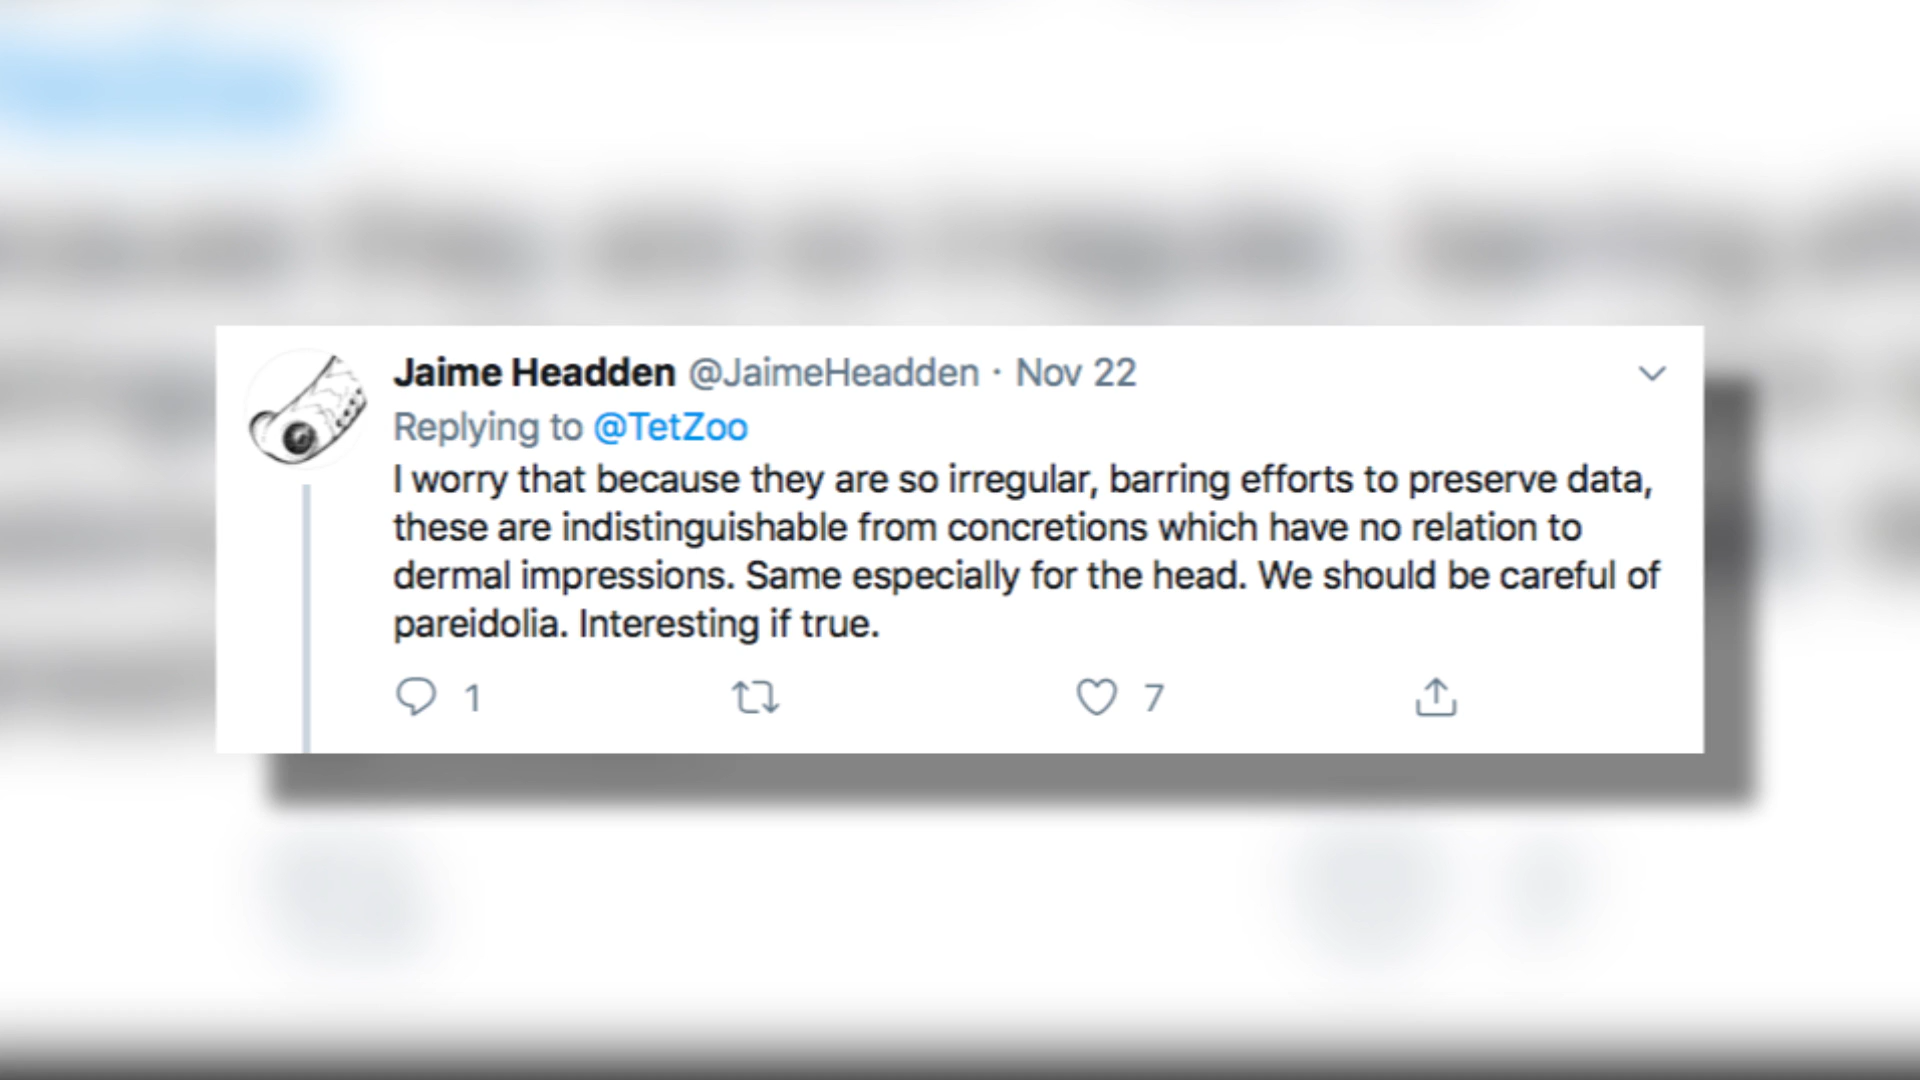 Jaime Headden @JaimeHeadden · Nov 22
Replying to @TetZoo
I worry that because they are so irregular, barring efforts to preserve data,
these are indistinguishable from concretions which have no relation to
dermal impressions. Same especially for the head. We should be careful of
pareidolia. Interesting if true.
1 7